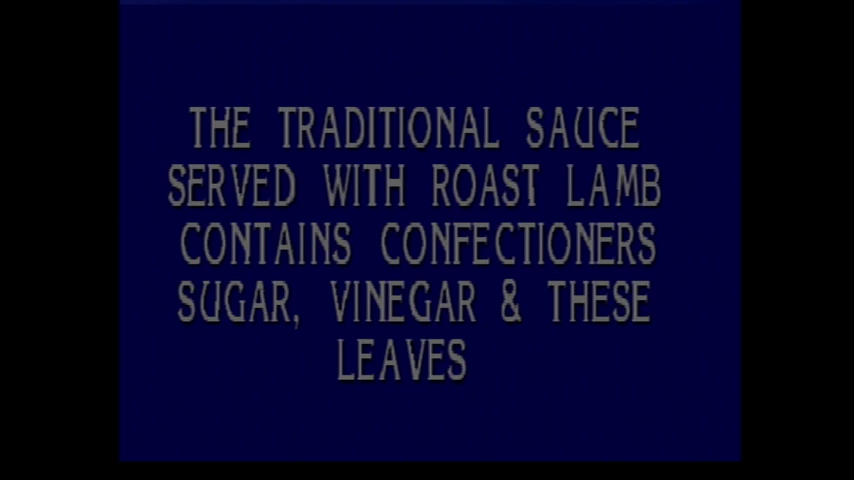 THE TRADITIONAL SAUCE
SERVED WITH ROAST LAMB
CONTAINS CONFECTIONERS
SUGAR, VINEGAR & THESE
LEAVES